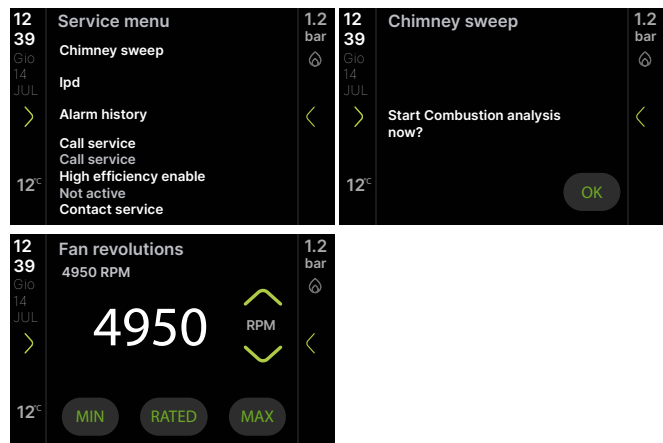 12
39
Gio
14
JUL
12°C
Service menu
Chimney sweep
Ipd
Alarm history
Call service
Call service
High efficiency enable
Not active
Contact service
1.2
bar
12
39
Gio
14
JUL
12°C
Chimney sweep
Start Combustion analysis
now?
OK
1.2
bar
12
39
Gio
14
JUL
12°C
Fan revolutions
4950 RPM
4950
RPM
MIN
RATED
MAX
1.2
bar